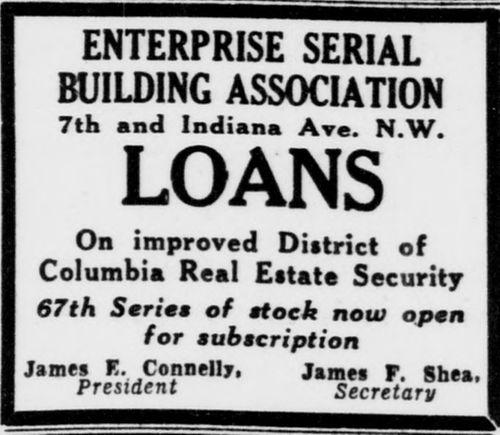 ENTERPRISE SERIAL
BUILDING ASSOCIATION
7th and Indiana Ave. N.W.
LOANS
On improved District of
Columbia Real Estate Security
67th Series of stock now open
for subscription
James E. Connelly,
President
James F. Shea,
Secretary